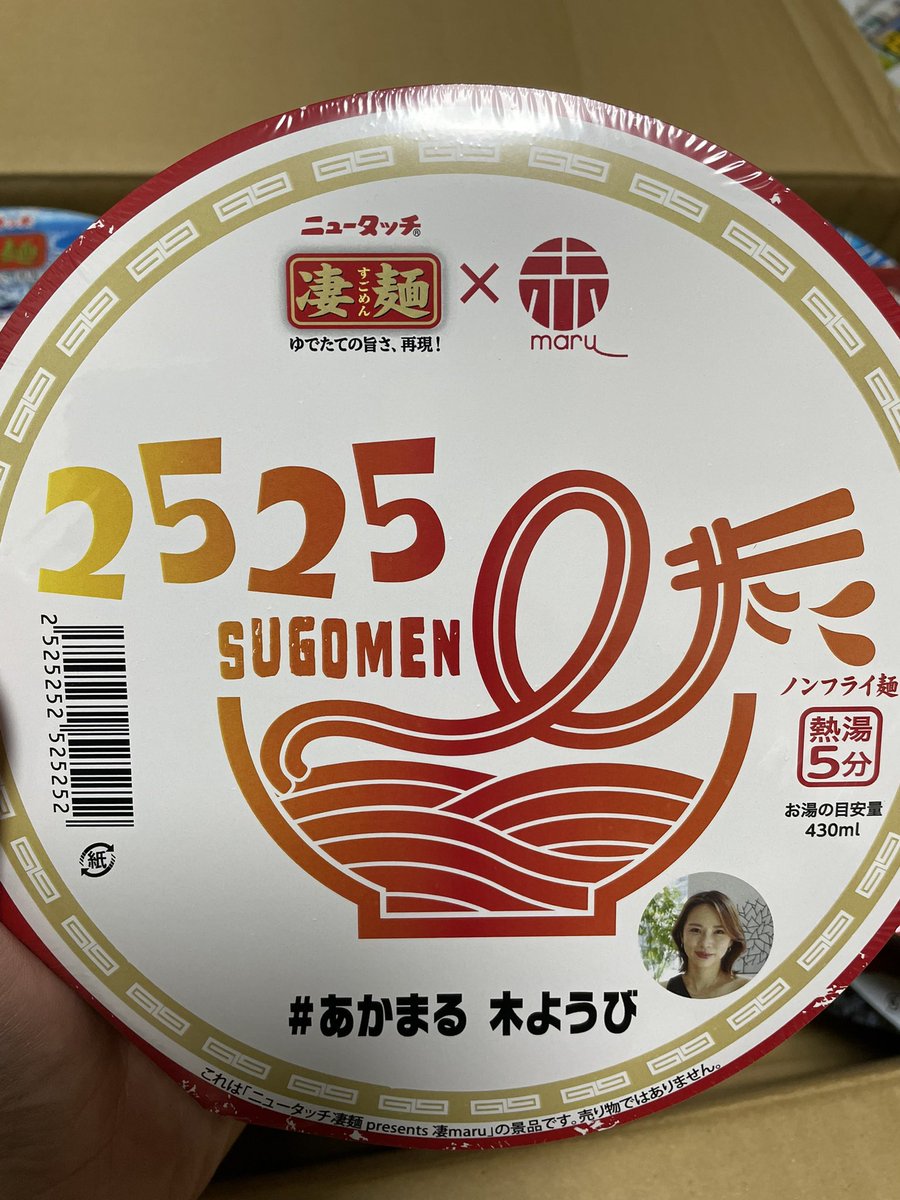 ニュータッチ®
凄麺
すごめん
ゆでたての旨さ、再現!
×
赤
maru
2525
SUGOMEN
2 525252 525252
紙
ノンフライ麺
熱湯
5分
お湯の目安量
430ml
#あかまる 木ようび
これは「ニュータッチ凄麺 presents 凄maru」の景品です。売り物ではありません。